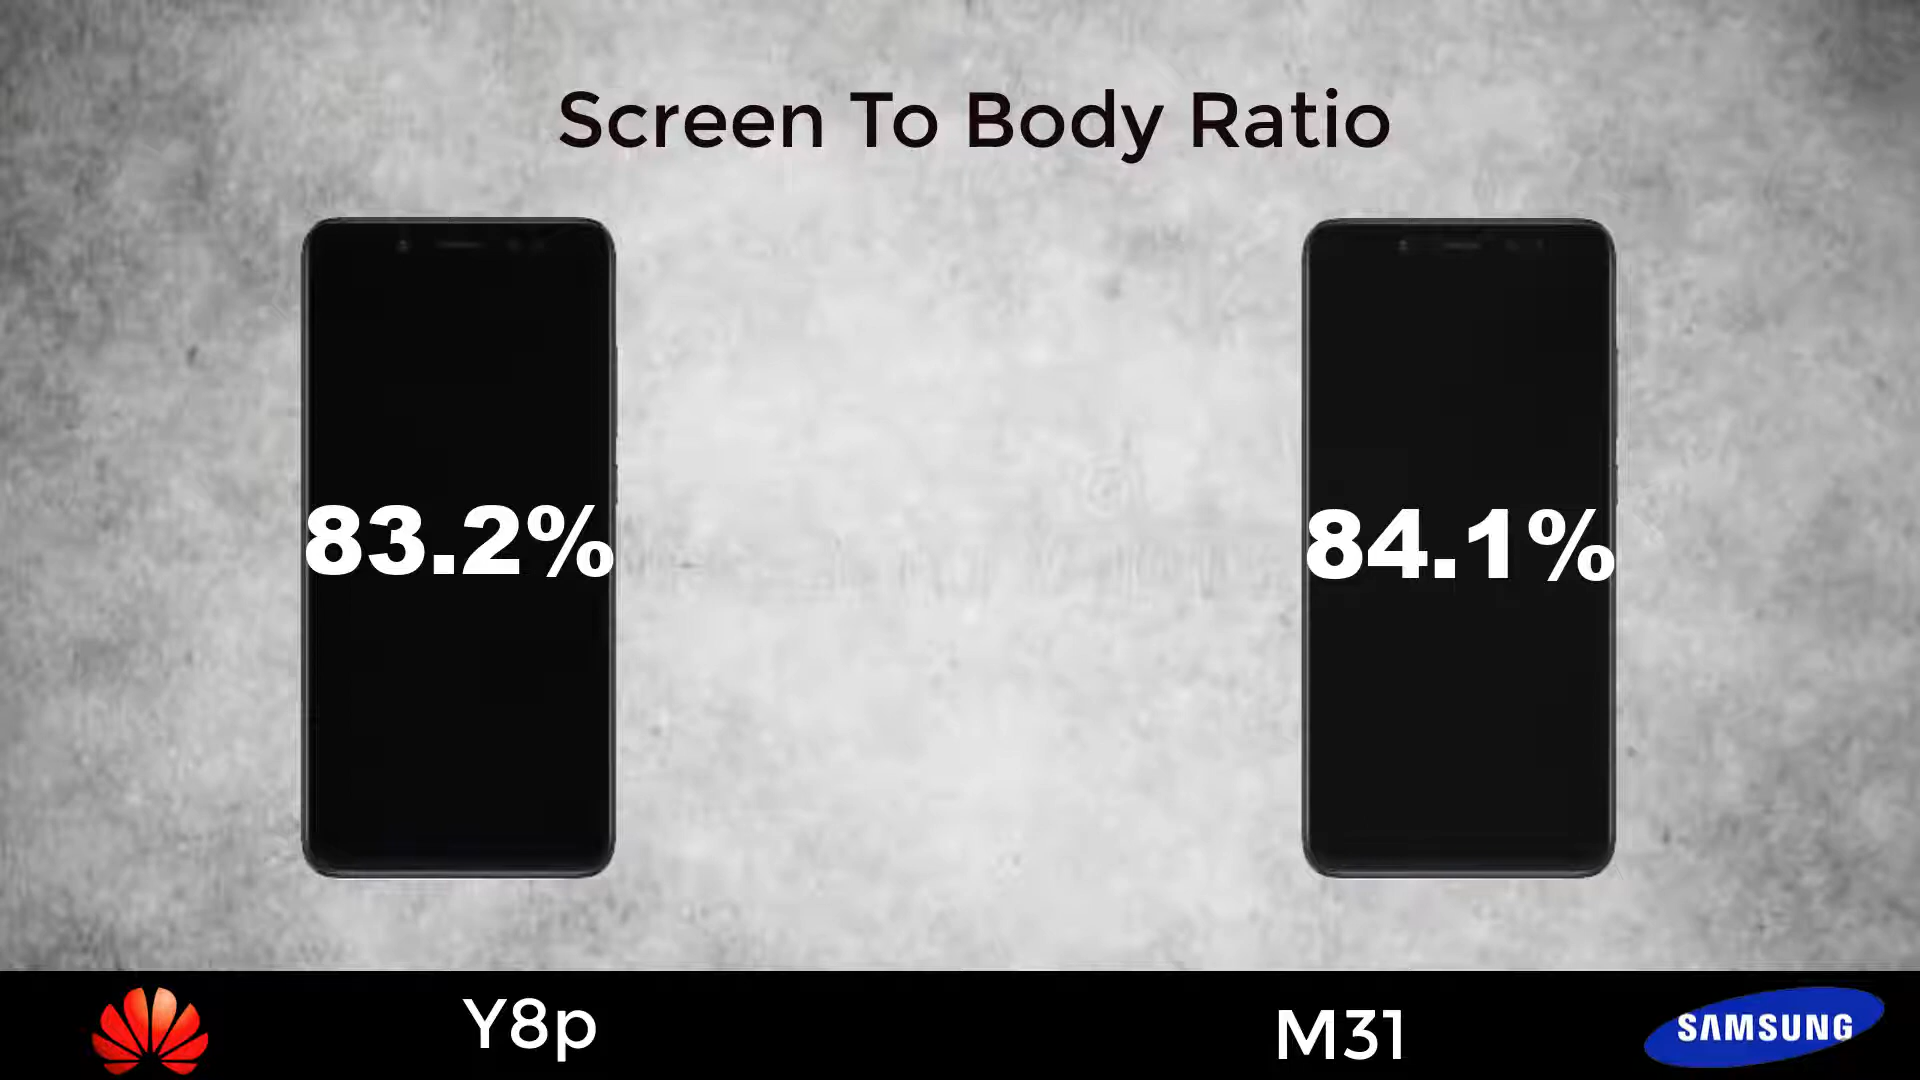 Screen To Body Ratio
83.2%
84.1%
Y8p
M31
SAMSUNG